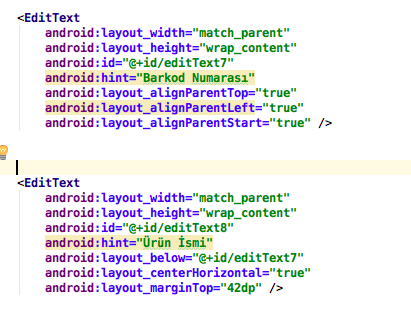 <EditText
android:layout_width="match_parent"
android:layout_height="wrap_content"
android:id="@+id/editText7"
android:hint="Barkod Numarası"
android:layout_alignParentTop="true"
android:layout_alignParentLeft="true"
android:layout_alignParentStart="true" />
<EditText
android:layout_width="match_parent"
android:layout_height="wrap_content"
android:id="@+id/editText8"
android:hint="Ürün İsmi"
android:layout_below="@+id/editText7"
android:layout_centerHorizontal="true"
android:layout_marginTop="42dp" />